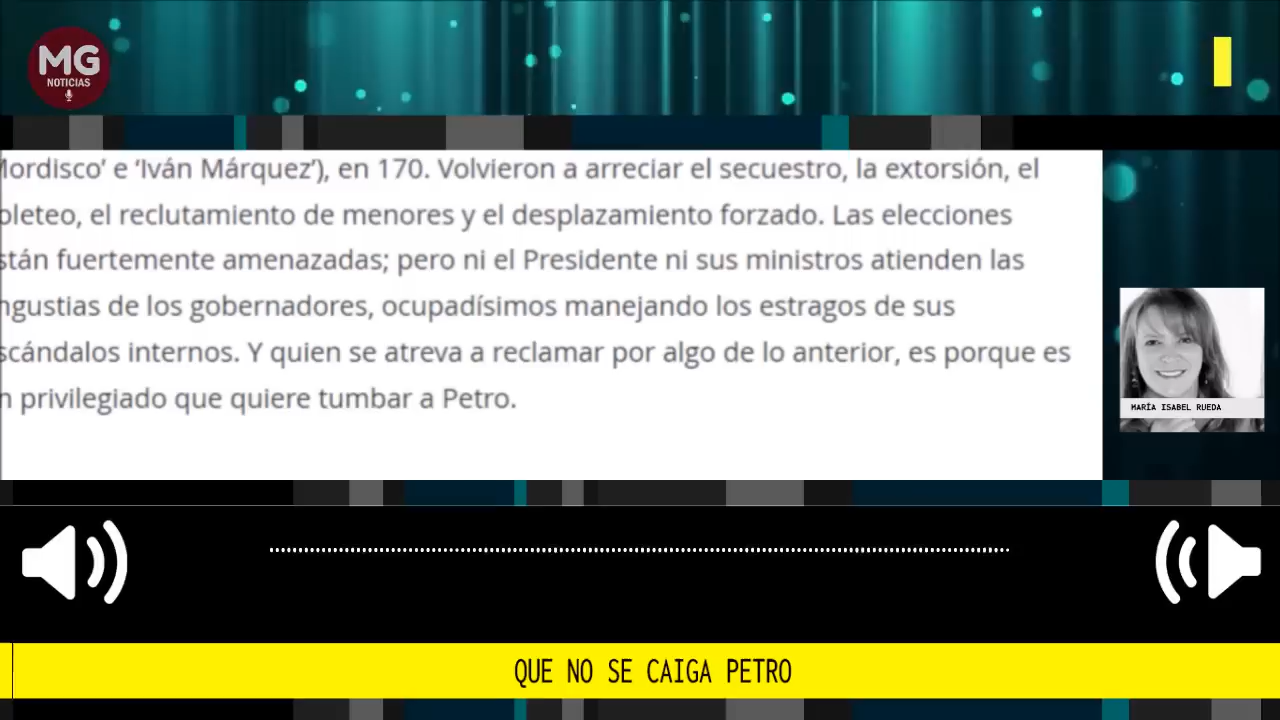 MG
NOTICIAS
Mordisco’ e ‘Iván Márquez’), en 170. Volvieron a arreciar el secuestro, la extorsión, el
oleteo, el reclutamiento de menores y el desplazamiento forzado. Las elecciones
stán fuertemente amenazadas; pero ni el Presidente ni sus ministros atienden las
ngustias de los gobernadores, ocupadísimos manejando los estragos de sus
scándalos internos. Y quien se atreva a reclamar por algo de lo anterior, es porque es
n privilegiado que quiere tumbar a Petro.
MARÍA ISABEL RUEDA
QUE NO SE CAIGA PETRO